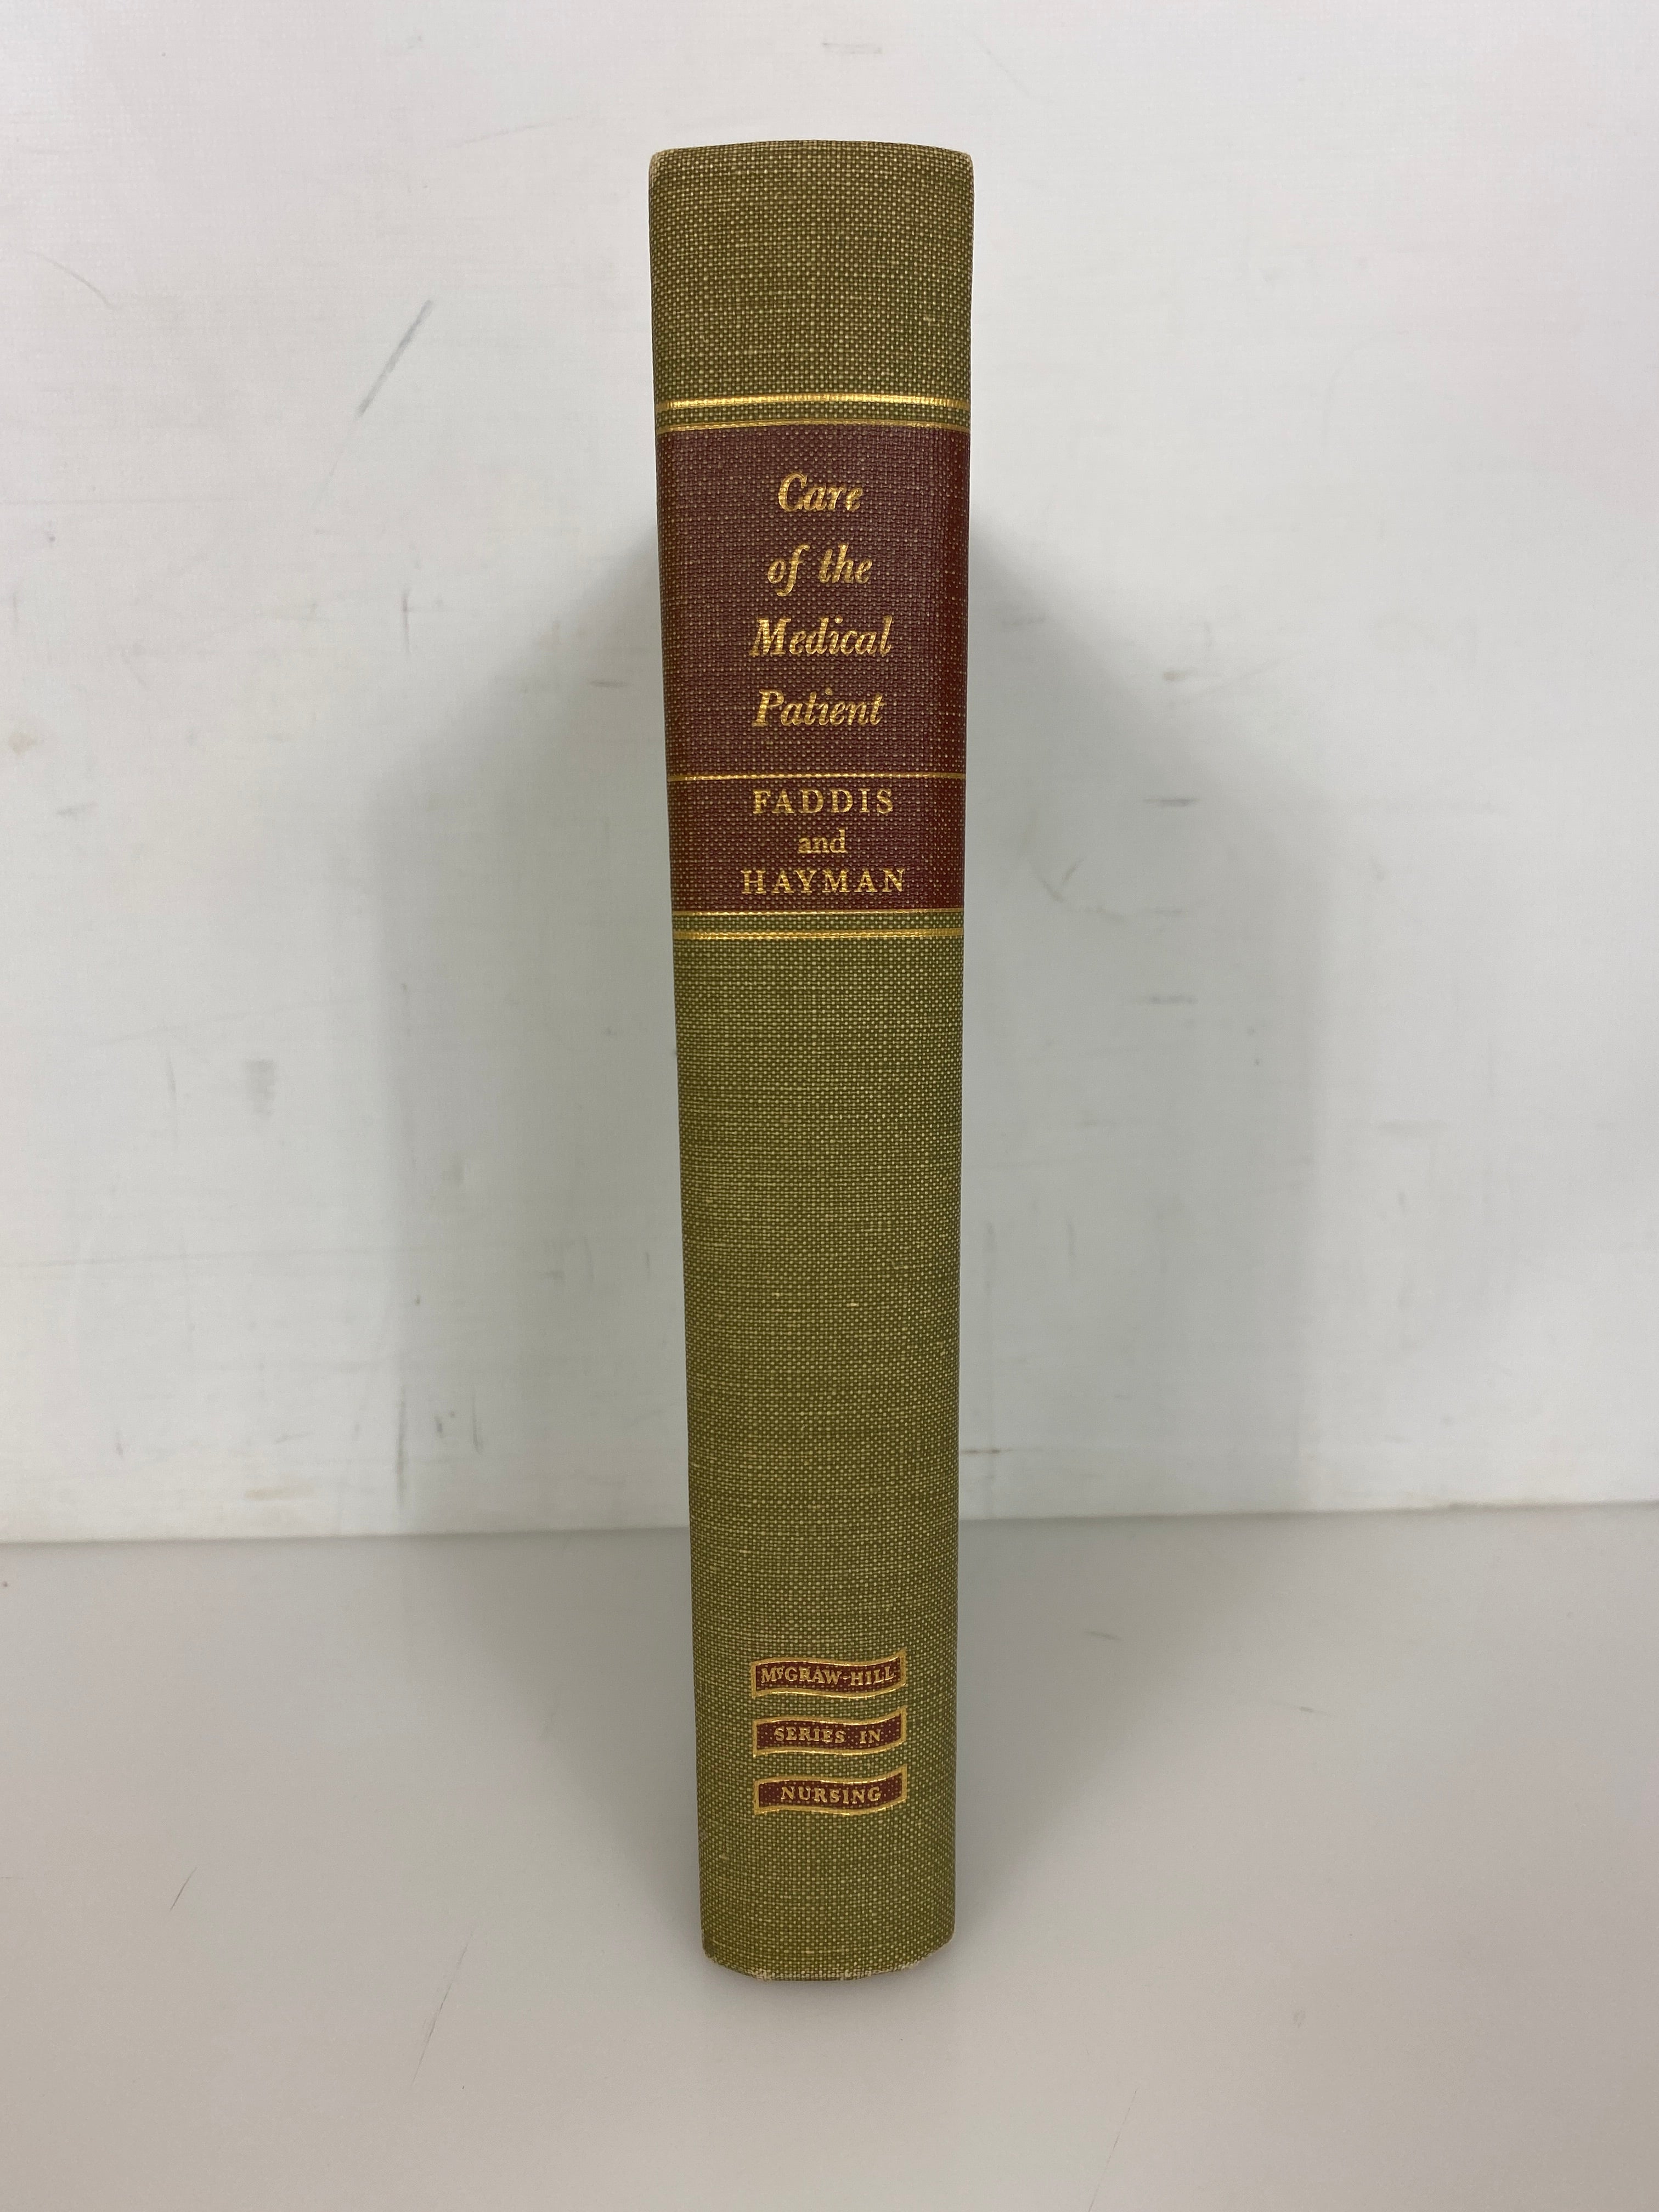 Care
of the
Medical
Patient
FADDIS
and
HAYMAN
McGRAW-HILL
SERIES IN
NURSING